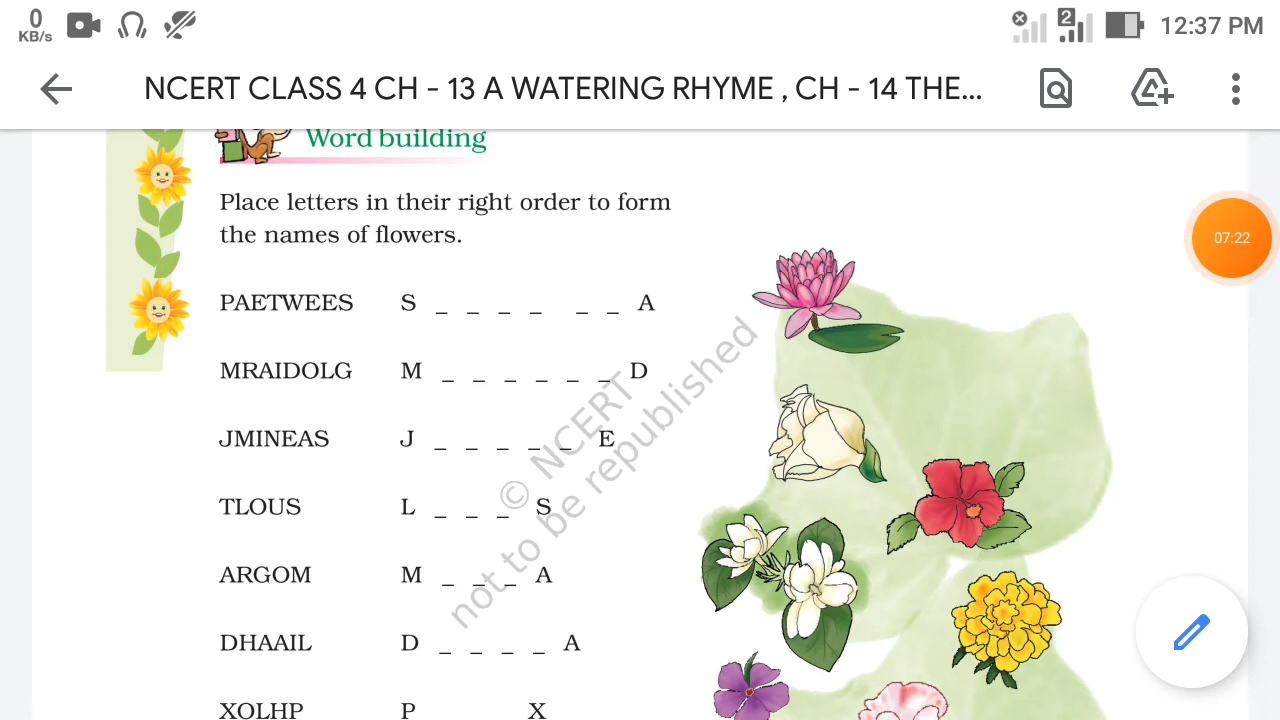 0
KB/s
2
12:37 PM
NCERT CLASS 4 CH - 13 A WATERING RHYME , CH - 14 THE...
Word building
07:22
Place letters in their right order to form
the names of flowers.
PAETWEES S _ _ _ _ _ _ A
MRAIDOLG M _ _ _ _ _ _ D
JMINEAS J _ _ _ _ _ E
TLOUS L _ _ _ S
ARGOM M _ _ _ A
DHAAIL D _ _ _ _ A
XOLHP P X
© NCERT
not to be republished